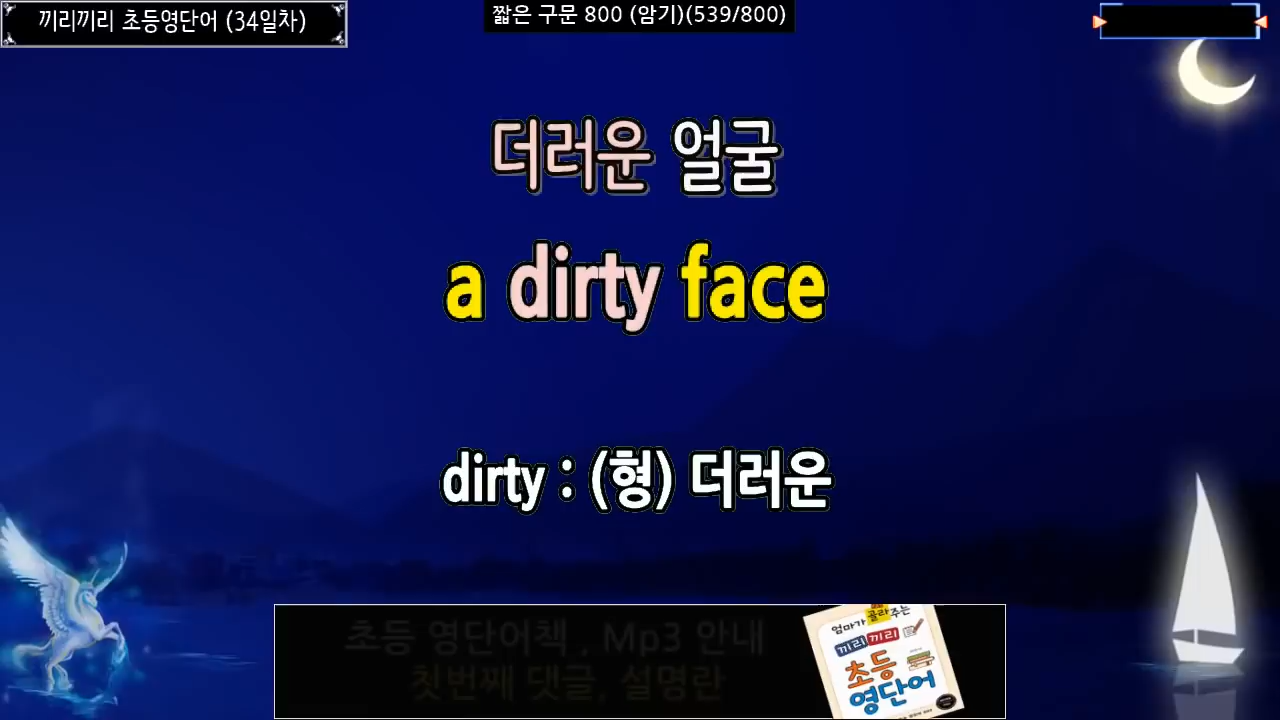 끼리끼리 초등영단어 (34일차)
짧은 구문 800 (암기)(539/800)
더러운 얼굴
a dirty face
dirty : (형) 더러운
초등 영단어책 , Mp3 안내
첫번째 댓글, 설명란
엄마가 골라주는
끼리끼리
초등
영단어